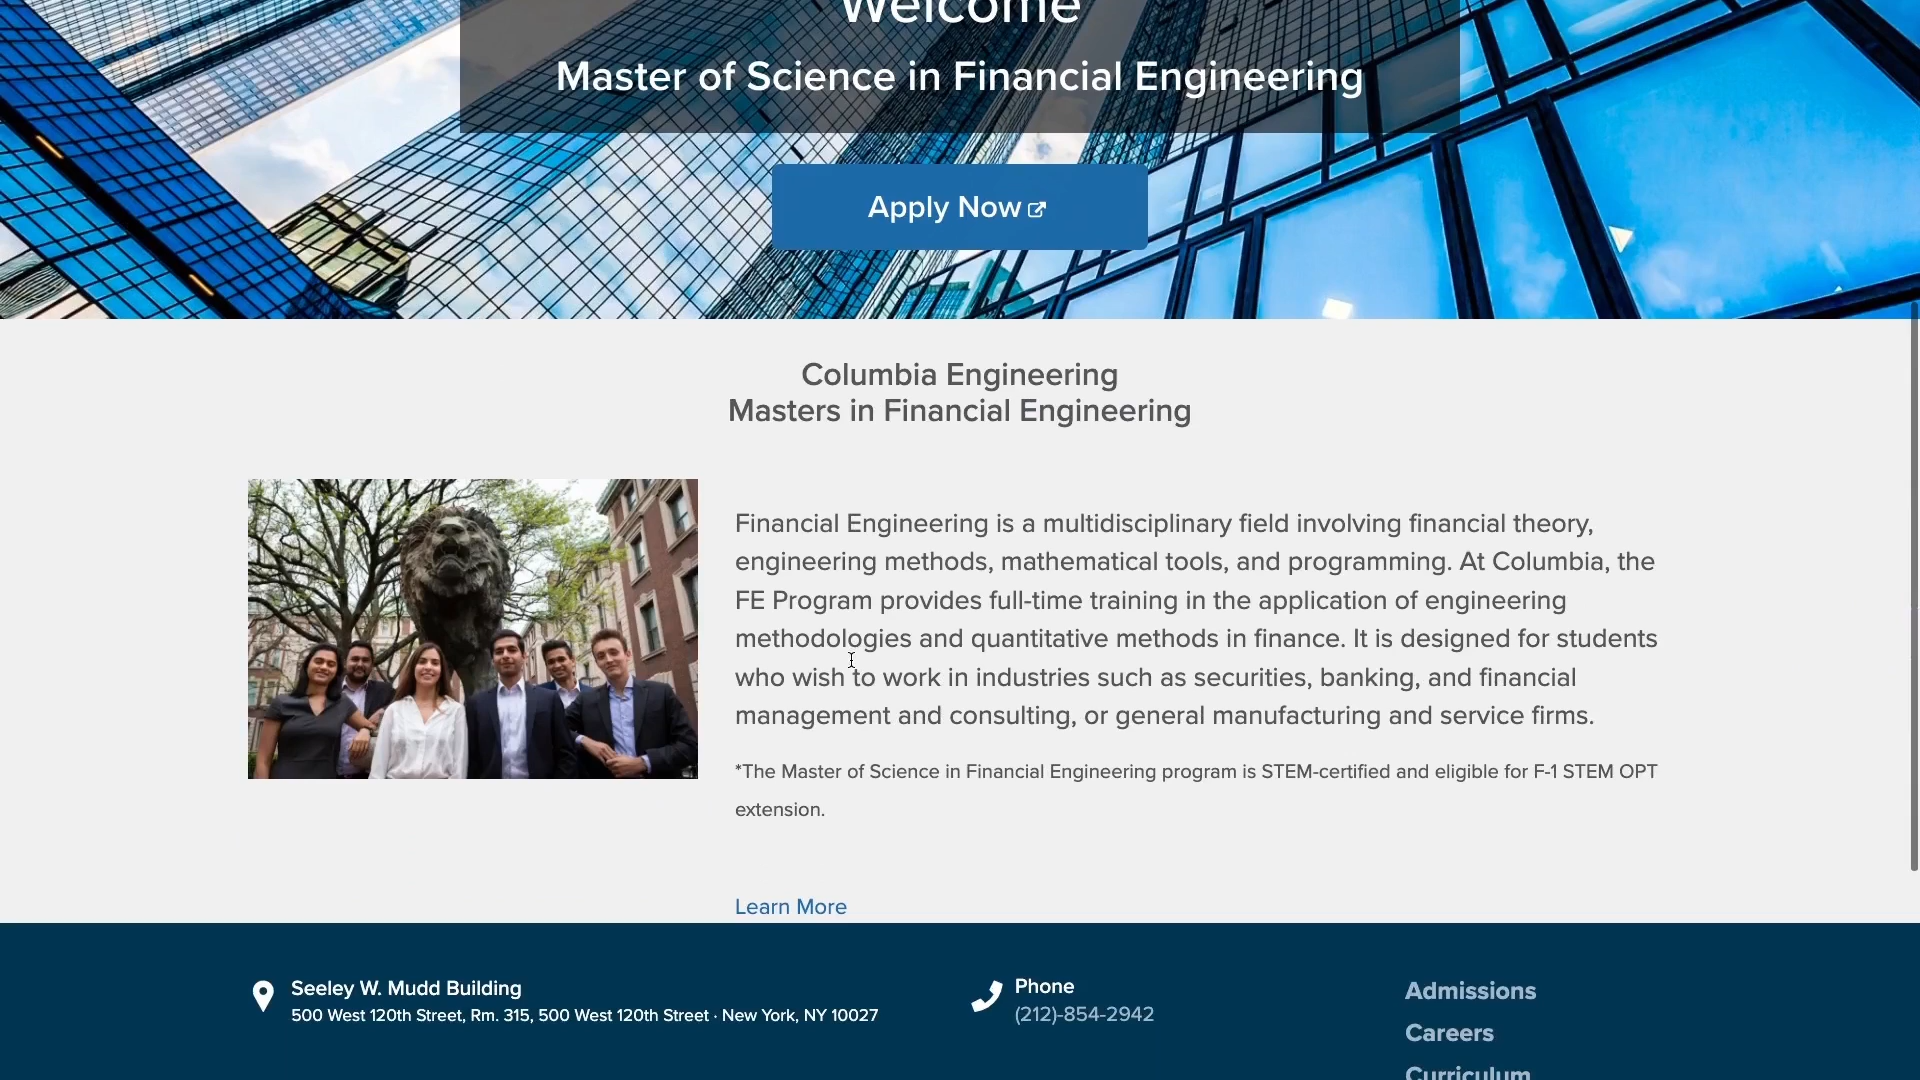 Welcome
Master of Science in Financial Engineering
Apply Now
Columbia Engineering
Masters in Financial Engineering
Financial Engineering is a multidisciplinary field involving financial theory,
engineering methods, mathematical tools, and programming. At Columbia, the
FE Program provides full-time training in the application of engineering
methodologies and quantitative methods in finance. It is designed for students
who wish to work in industries such as securities, banking, and financial
management and consulting, or general manufacturing and service firms.
*The Master of Science in Financial Engineering program is STEM-certified and eligible for F-1 STEM OPT
extension.
Learn More
Seeley W. Mudd Building
500 West 120th Street, Rm. 315, 500 West 120th Street · New York, NY 10027
Phone
(212)-854-2942
Admissions
Careers
Curriculum